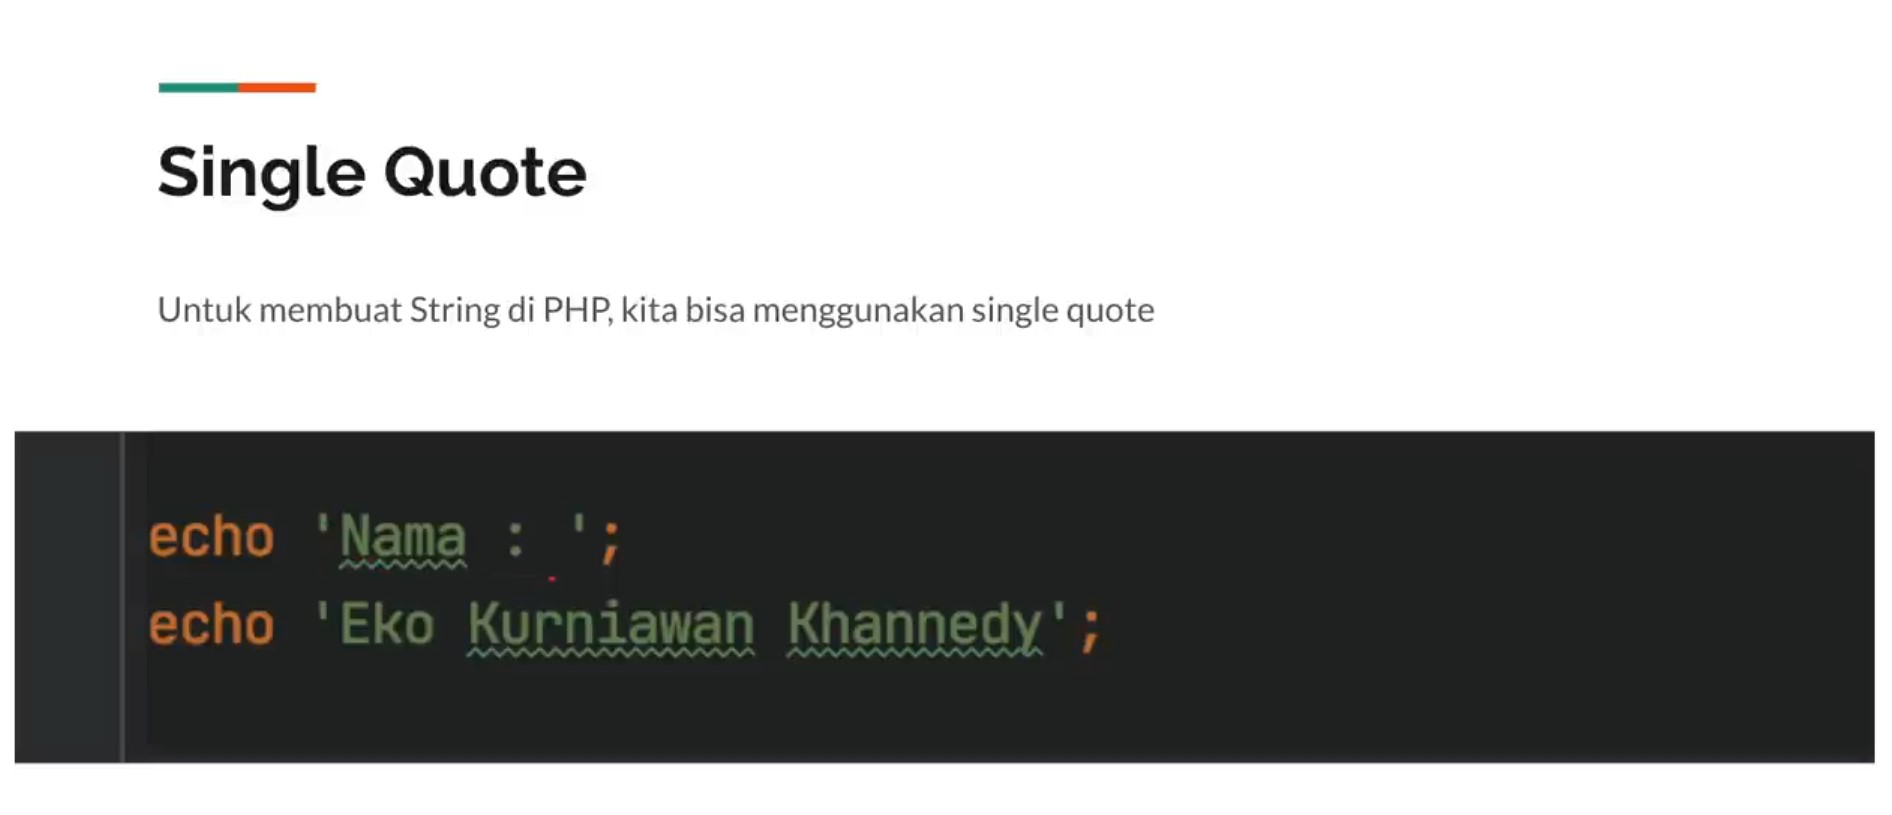 Single Quote
Untuk membuat String di PHP, kita bisa menggunakan single quote
echo 'Nama : ';
echo 'Eko Kurniawan Khannedy';